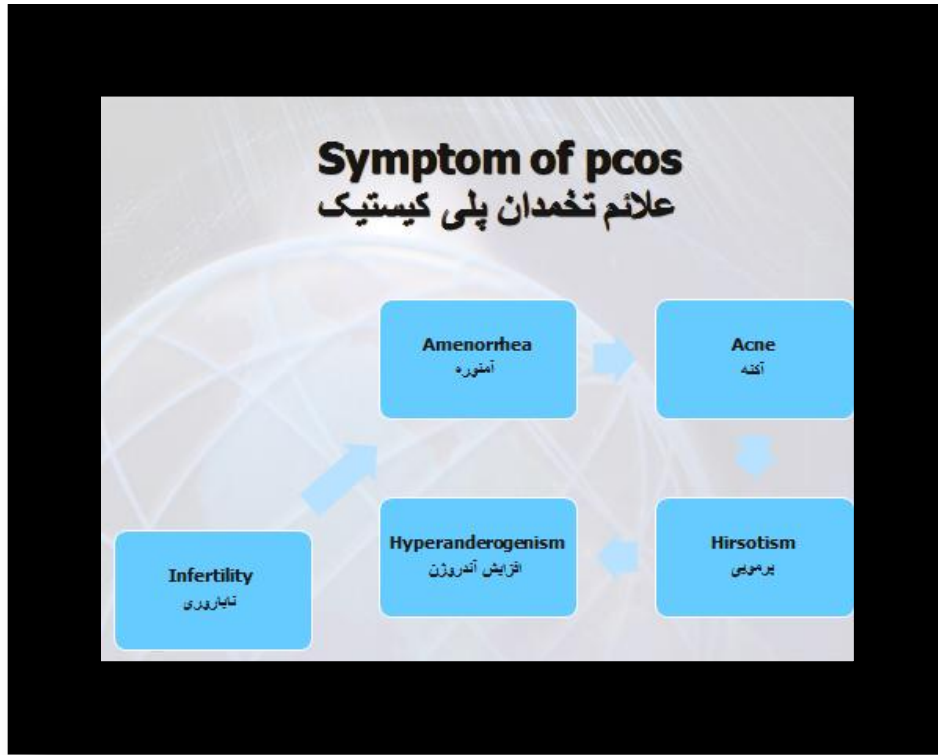 Symptom of pcos
علائم تخمدان پلی کیستیک
Amenorrhea
آمنوره
Acne
آکنه
Hirsotism
پرمویی
Hyperanderogenism
افزایش آندروژن
Infertility
ناباروری